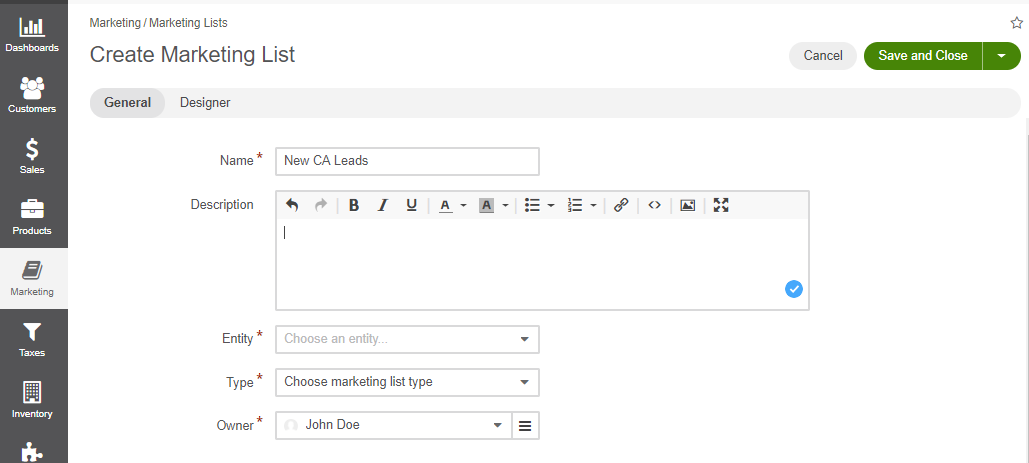 Dashboards
Customers
Sales
Products
Marketing
Taxes
Inventory
Marketing / Marketing Lists
Create Marketing List
Cancel
Save and Close
General
Designer
Name *
New CA Leads
Description
B I U A A
Entity *
Choose an entity...
Type *
Choose marketing list type
Owner *
John Doe